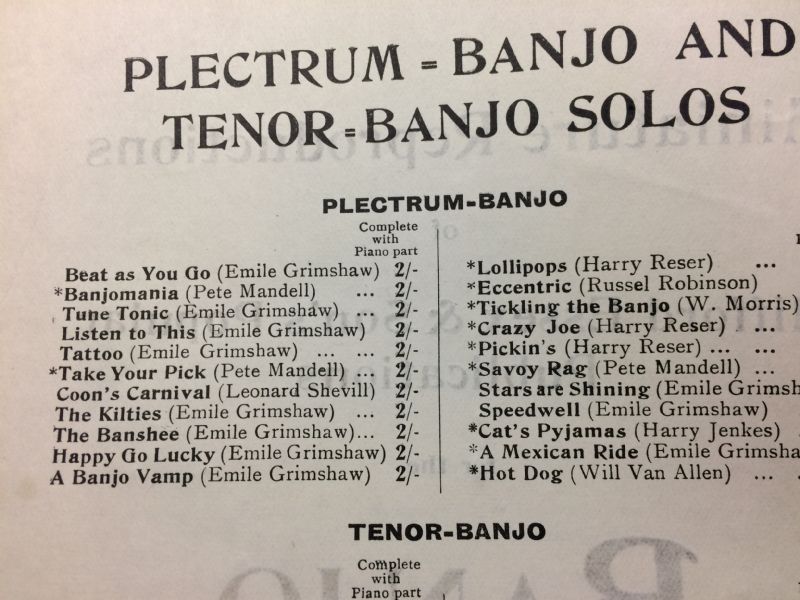 PLECTRUM=BANJO AND
TENOR=BANJO SOLOS
PLECTRUM-BANJO
Complete
with
Piano part
Beat as You Go (Emile Grimshaw) 2/-
*Banjomania (Pete Mandell) ... 2/-
Tune Tonic (Emile Grimshaw) ... 2/-
Listen to This (Emile Grimshaw) 2/-
Tattoo (Emile Grimshaw) ... ... 2/-
*Take Your Pick (Pete Mandell) ... 2/-
Coon's Carnival (Leonard Shevill) 2/-
The Kilties (Emile Grimshaw) ... 2/-
The Banshee (Emile Grimshaw)... 2/-
Happy Go Lucky (Emile Grimshaw) 2/-
A Banjo Vamp (Emile Grimshaw) 2/-
*Lollipops (Harry Reser) ...
*Eccentric (Russel Robinson)
*Tickling the Banjo (W. Morris)
*Crazy Joe (Harry Reser) ...
*Pickin's (Harry Reser) ... ...
*Savoy Rag (Pete Mandell) ...
Stars are Shining (Emile Grimsh
Speedwell (Emile Grimshaw)
*Cat's Pyjamas (Harry Jenkes)
*A Mexican Ride (Emile Grimsha
*Hot Dog (Will Van Allen) ...
TENOR-BANJO
Complete
with
Piano part